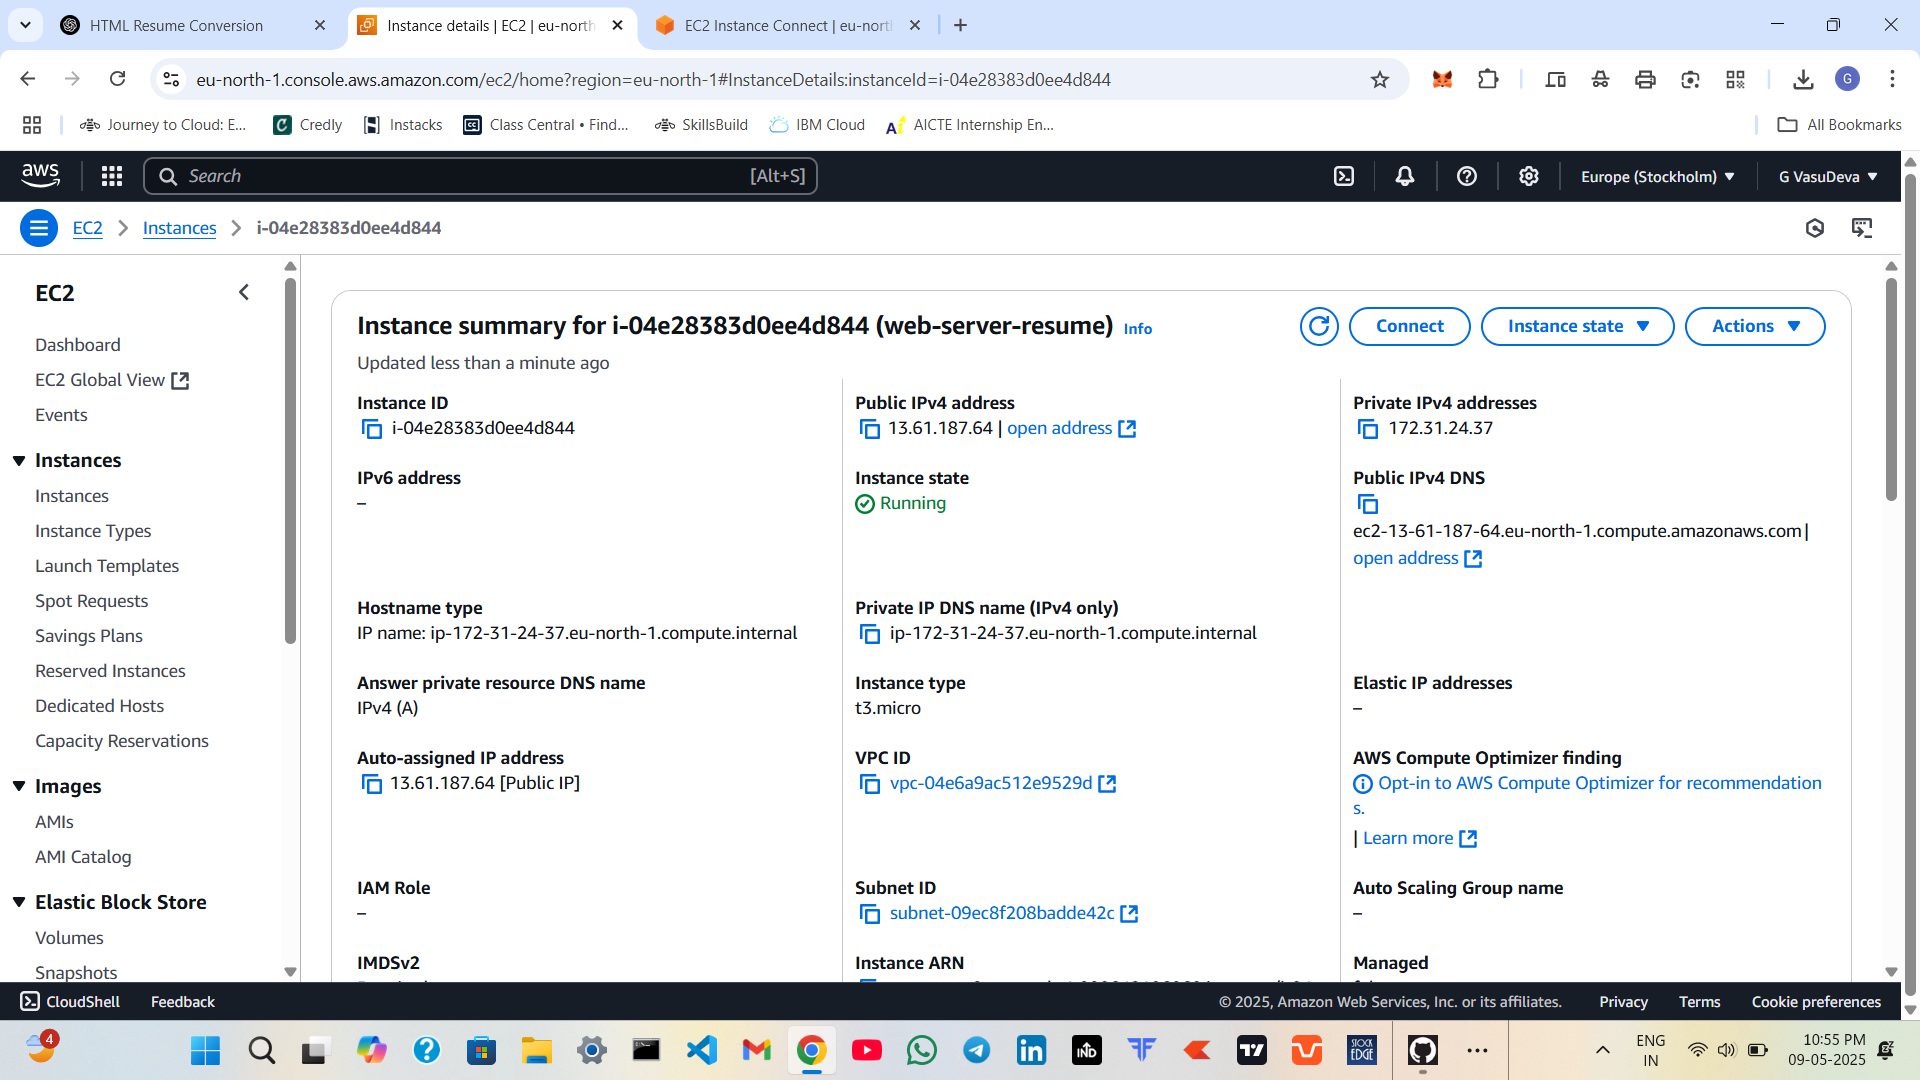 HTML Resume Conversion
Instance details | EC2 | eu-north
EC2 Instance Connect | eu-nort
eu-north-1.console.aws.amazon.com/ec2/home?region=eu-north-1#InstanceDetails:instanceId=i-04e28383d0ee4d844
G
Journey to Cloud: E...
Credly
Instacks
Class Central • Find...
SkillsBuild
IBM Cloud
AICTE Internship En...
All Bookmarks
aws
Search
[Alt+S]
Europe (Stockholm)
G VasuDeva
EC2
Instances
i-04e28383d0ee4d844
EC2
Dashboard
EC2 Global View
Events
Instances
Instances
Instance Types
Launch Templates
Spot Requests
Savings Plans
Reserved Instances
Dedicated Hosts
Capacity Reservations
Images
AMIs
AMI Catalog
Elastic Block Store
Volumes
Snapshots
Instance summary for i-04e28383d0ee4d844 (web-server-resume) Info
Updated less than a minute ago
Connect
Instance state
Actions
Instance ID
i-04e28383d0ee4d844
Public IPv4 address
13.61.187.64 | open address
Private IPv4 addresses
172.31.24.37
IPv6 address
–
Instance state
Running
Public IPv4 DNS
ec2-13-61-187-64.eu-north-1.compute.amazonaws.com |
open address
Hostname type
IP name: ip-172-31-24-37.eu-north-1.compute.internal
Private IP DNS name (IPv4 only)
ip-172-31-24-37.eu-north-1.compute.internal
Answer private resource DNS name
IPv4 (A)
Instance type
t3.micro
Elastic IP addresses
–
Auto-assigned IP address
13.61.187.64 [Public IP]
VPC ID
vpc-04e6a9ac512e9529d
AWS Compute Optimizer finding
Opt-in to AWS Compute Optimizer for recommendation
s.
| Learn more
IAM Role
–
Subnet ID
subnet-09ec8f208badde42c
Auto Scaling Group name
–
IMDSv2
Instance ARN
Managed
CloudShell
Feedback
© 2025, Amazon Web Services, Inc. or its affiliates.
Privacy
Terms
Cookie preferences
4
IND
STOCK
EDGE
ENG
IN
10:55 PM
09-05-2025